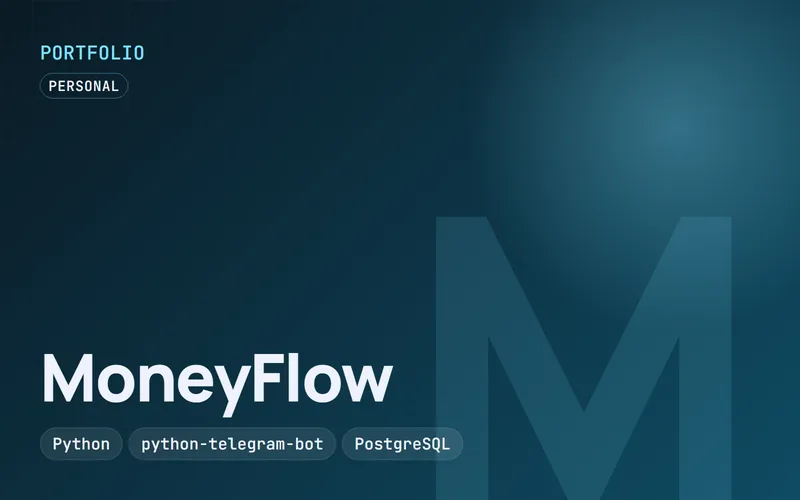 PORTFOLIO
PERSONAL
M
MoneyFlow
Python python-telegram-bot PostgreSQL